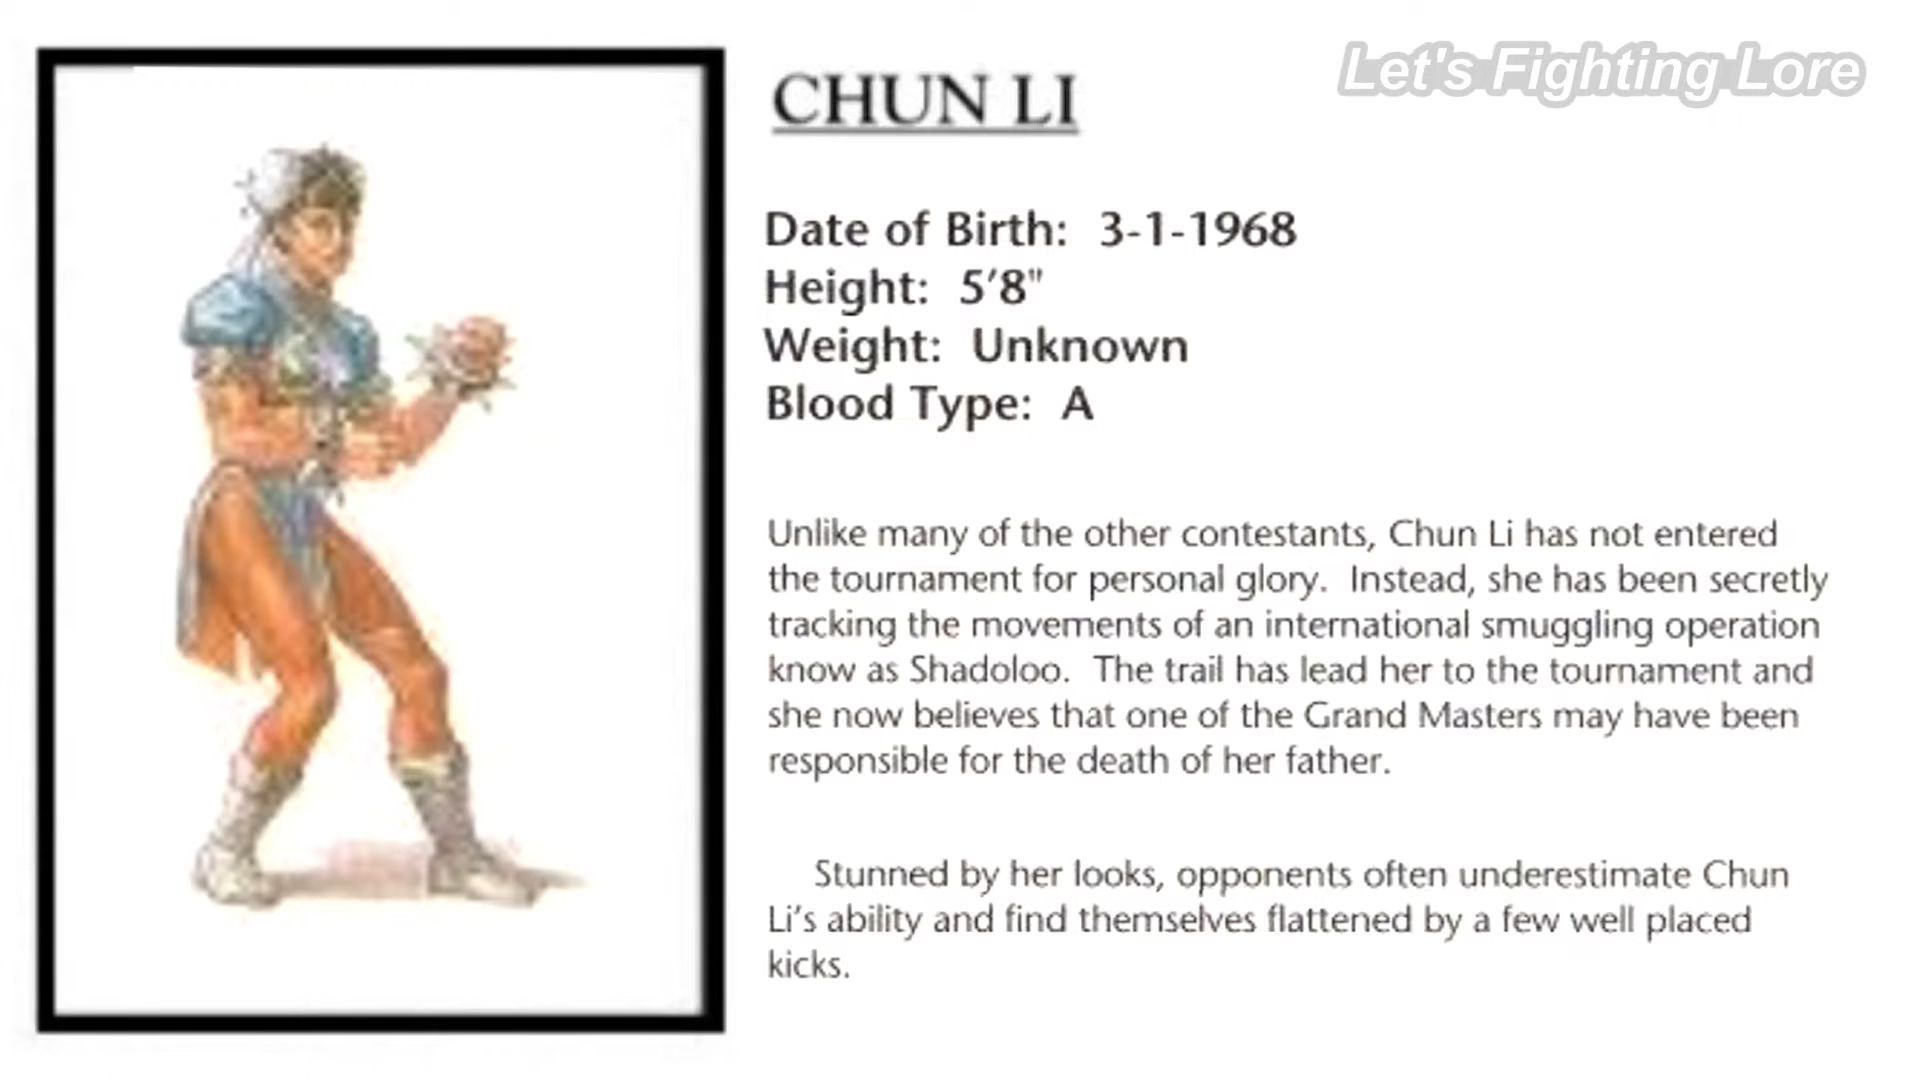 Let's Fighting Lore
CHUN LI
Date of Birth: 3-1-1968
Height: 5'8"
Weight: Unknown
Blood Type: A
Unlike many of the other contestants, Chun Li has not entered
the tournament for personal glory. Instead, she has been secretly
tracking the movements of an international smuggling operation
know as Shadoloo. The trail has lead her to the tournament and
she now believes that one of the Grand Masters may have been
responsible for the death of her father.
Stunned by her looks, opponents often underestimate Chun
Li's ability and find themselves flattened by a few well placed
kicks.